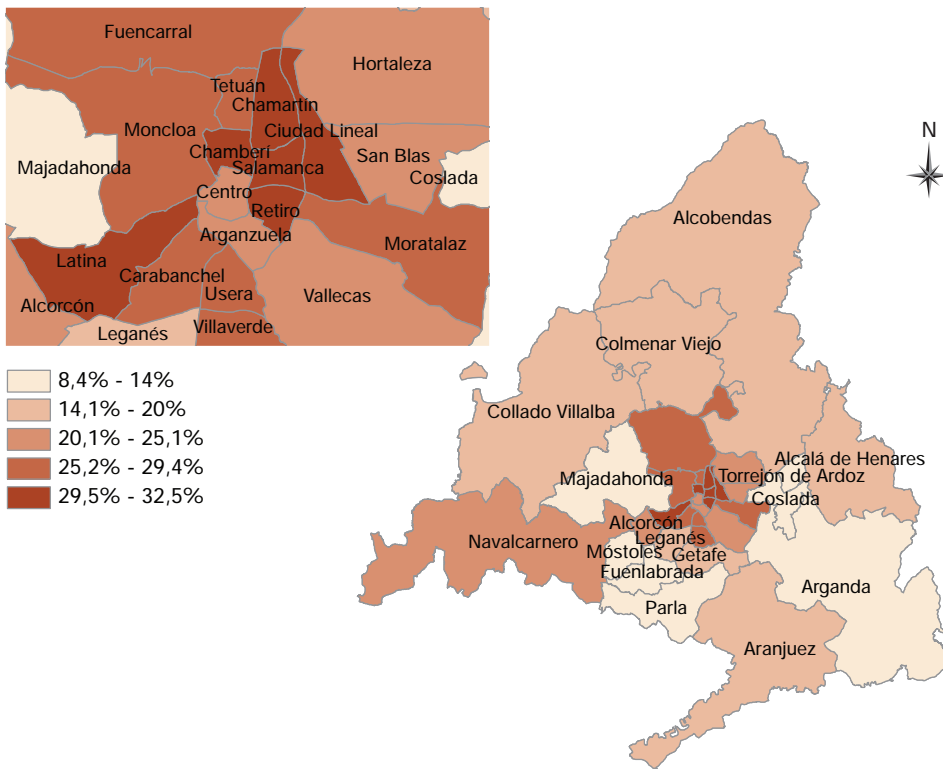 Fuencarral
Hortaleza
Tetuán
Chamartín
Moncloa
Ciudad Lineal
Chamberí
San Blas
Majadahonda
Salamanca
Coslada
Centro
Retiro
Arganzuela
Moratalaz
Latina
Carabanchel
Usera
Vallecas
Alcorcón
Leganés
Villaverde
8,4% - 14%
14,1% - 20%
20,1% - 25,1%
25,2% - 29,4%
29,5% - 32,5%
N
Alcobendas
Colmenar Viejo
Collado Villalba
Alcalá de Henares
Majadahonda
Torrejón de Ardoz
Coslada
Alcorcón
Navalcarnero
Leganés
Móstoles
Getafe
Fuenlabrada
Arganda
Parla
Aranjuez